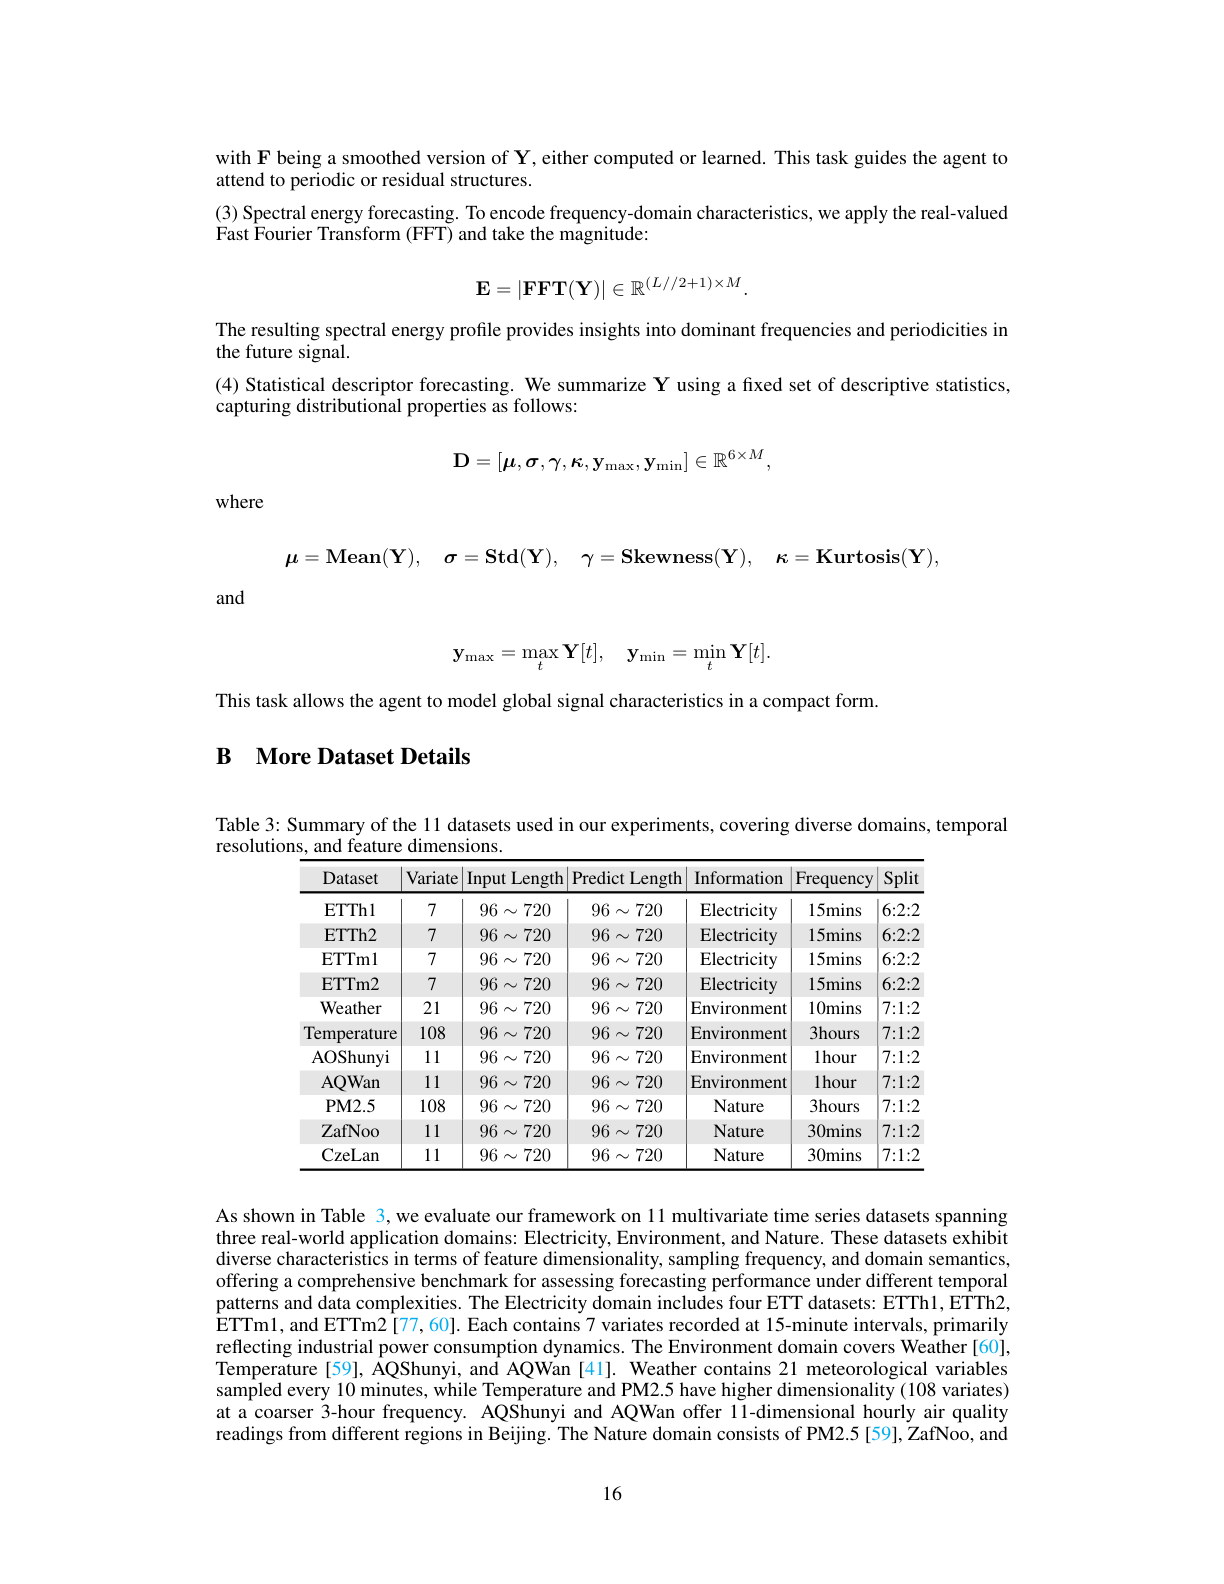 with F being a smoothed version of Y, either computed or learned. This task guides the agent to
attend to periodic or residual structures.
(3) Spectral energy forecasting. To encode frequency-domain characteristics, we apply the real-valued
Fast Fourier Transform (FFT) and take the magnitude:
E = |FFT(Y)| ∈ ℝ^{(L//2+1)×M}.
The resulting spectral energy profile provides insights into dominant frequencies and periodicities in
the future signal.
(4) Statistical descriptor forecasting. We summarize Y using a fixed set of descriptive statistics,
capturing distributional properties as follows:
D = [μ, σ, γ, κ, y_max, y_min] ∈ ℝ^{6×M},
where
μ = Mean(Y), σ = Std(Y), γ = Skewness(Y), κ = Kurtosis(Y),
and
y_max = max_t Y[t], y_min = min_t Y[t].
This task allows the agent to model global signal characteristics in a compact form.
B More Dataset Details
Table 3: Summary of the 11 datasets used in our experiments, covering diverse domains, temporal
resolutions, and feature dimensions.
Dataset Variate Input Length Predict Length Information Frequency Split
ETTh1 7 96 ∼ 720 96 ∼ 720 Electricity 15mins 6:2:2
ETTh2 7 96 ∼ 720 96 ∼ 720 Electricity 15mins 6:2:2
ETTm1 7 96 ∼ 720 96 ∼ 720 Electricity 15mins 6:2:2
ETTm2 7 96 ∼ 720 96 ∼ 720 Electricity 15mins 6:2:2
Weather 21 96 ∼ 720 96 ∼ 720 Environment 10mins 7:1:2
Temperature 108 96 ∼ 720 96 ∼ 720 Environment 3hours 7:1:2
AOShunyi 11 96 ∼ 720 96 ∼ 720 Environment 1hour 7:1:2
AQWan 11 96 ∼ 720 96 ∼ 720 Environment 1hour 7:1:2
PM2.5 108 96 ∼ 720 96 ∼ 720 Nature 3hours 7:1:2
ZafNoo 11 96 ∼ 720 96 ∼ 720 Nature 30mins 7:1:2
CzeLan 11 96 ∼ 720 96 ∼ 720 Nature 30mins 7:1:2
As shown in Table 3, we evaluate our framework on 11 multivariate time series datasets spanning
three real-world application domains: Electricity, Environment, and Nature. These datasets exhibit
diverse characteristics in terms of feature dimensionality, sampling frequency, and domain semantics,
offering a comprehensive benchmark for assessing forecasting performance under different temporal
patterns and data complexities. The Electricity domain includes four ETT datasets: ETTh1, ETTh2,
ETTm1, and ETTm2 [77, 60]. Each contains 7 variates recorded at 15-minute intervals, primarily
reflecting industrial power consumption dynamics. The Environment domain covers Weather [60],
Temperature [59], AQShunyi, and AQWan [41]. Weather contains 21 meteorological variables
sampled every 10 minutes, while Temperature and PM2.5 have higher dimensionality (108 variates)
at a coarser 3-hour frequency. AQShunyi and AQWan offer 11-dimensional hourly air quality
readings from different regions in Beijing. The Nature domain consists of PM2.5 [59], ZafNoo, and
16